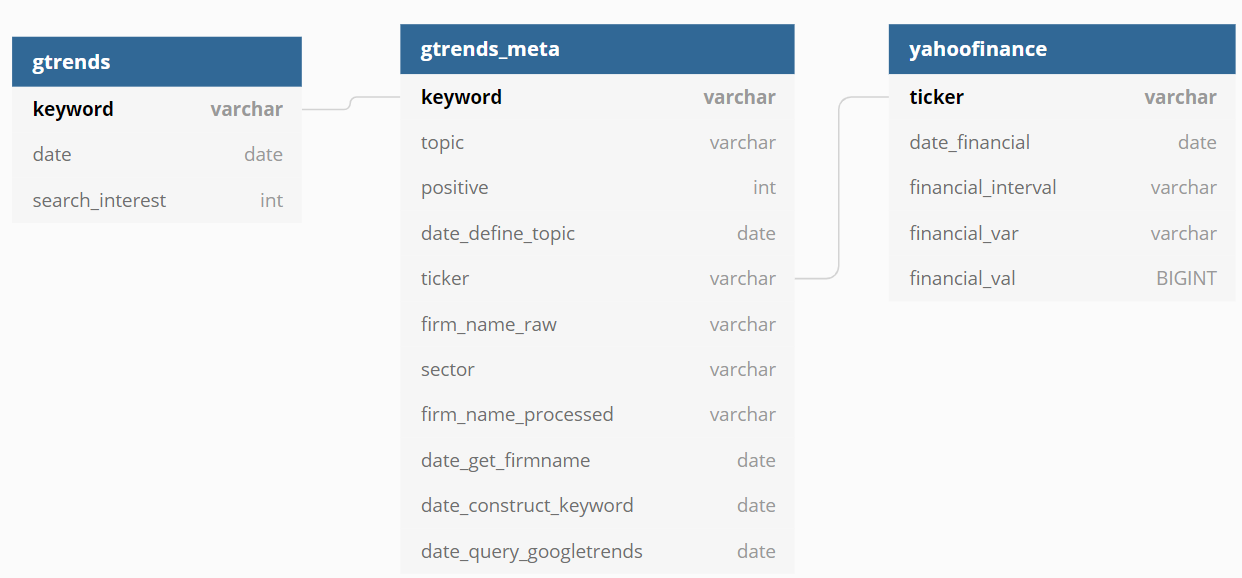 gtrends
keyword varchar
date date
search_interest int
gtrends_meta
keyword varchar
topic varchar
positive int
date_define_topic date
ticker varchar
firm_name_raw varchar
sector varchar
firm_name_processed varchar
date_get_firmname date
date_construct_keyword date
date_query_googletrends date
yahoofinance
ticker varchar
date_financial date
financial_interval varchar
financial_var varchar
financial_val BIGINT